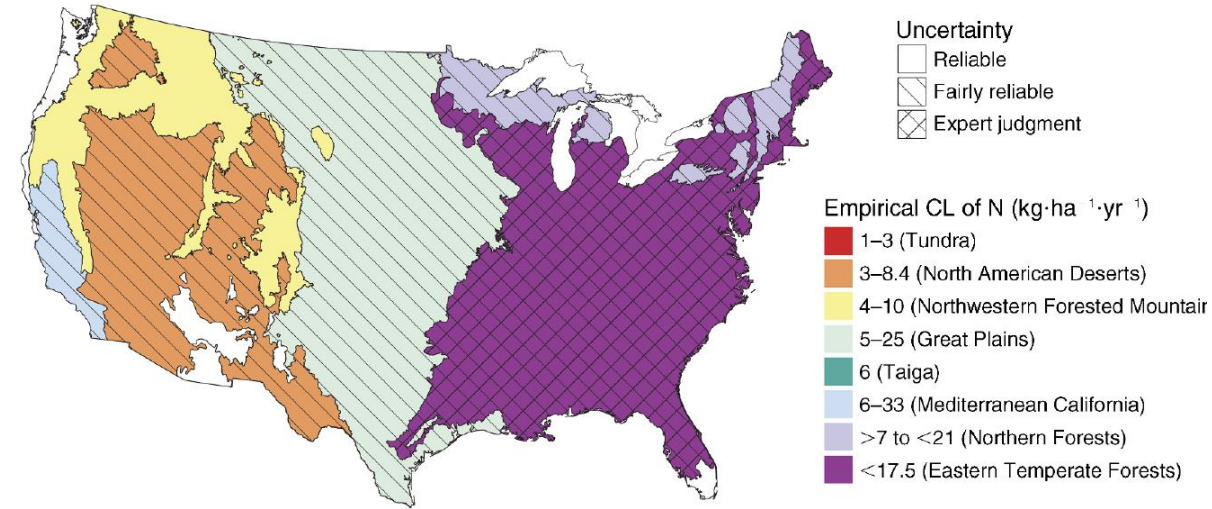 Uncertainty
Reliable
Fairly reliable
Expert judgment
Empirical CL of N (kg·ha⁻¹·yr⁻¹)
1–3 (Tundra)
3–8.4 (North American Deserts)
4–10 (Northwestern Forested Mountain
5–25 (Great Plains)
6 (Taiga)
6–33 (Mediterranean California)
>7 to <21 (Northern Forests)
<17.5 (Eastern Temperate Forests)